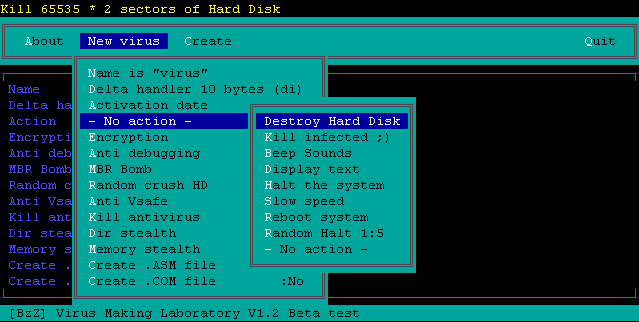 Kill 65535 * 2 sectors of Hard Disk
About New virus Create Quit
Name is "virus"
Name Delta handler 10 bytes (di)
Delta ha Activation date
Action - No action - Destroy Hard Disk
Encrypti Encryption Kill infected ;)
Anti deb Anti debugging Beep Sounds
MBR Bomb MBR Bomb Display text
Random c Random crush HD Halt the system
Anti Vsa Anti Vsafe Slow speed
Kill ant Kill antivirus Reboot system
Dir stea Dir stealth Random Halt 1:5
Memory s Memory stealth - No action -
Create . Create .ASM file
Create . Create .COM file :No
[BzZ] Virus Making Laboratory V1.2 Beta test